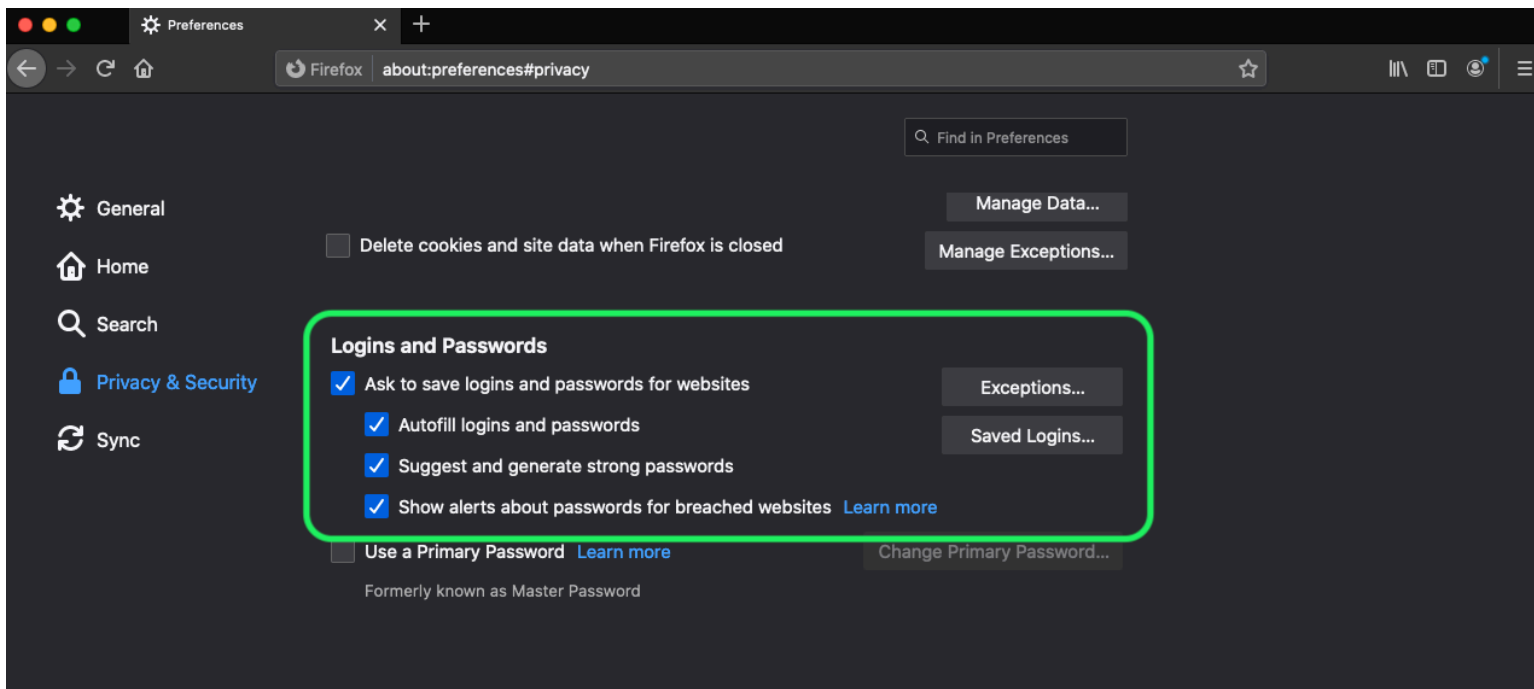 Preferences
Firefox about:preferences#privacy
Find in Preferences
General
Home
Search
Privacy & Security
Sync
Manage Data...
Delete cookies and site data when Firefox is closed
Manage Exceptions...
Logins and Passwords
Ask to save logins and passwords for websites
Exceptions...
Autofill logins and passwords
Saved Logins...
Suggest and generate strong passwords
Show alerts about passwords for breached websites Learn more
Use a Primary Password Learn more
Change Primary Password...
Formerly known as Master Password